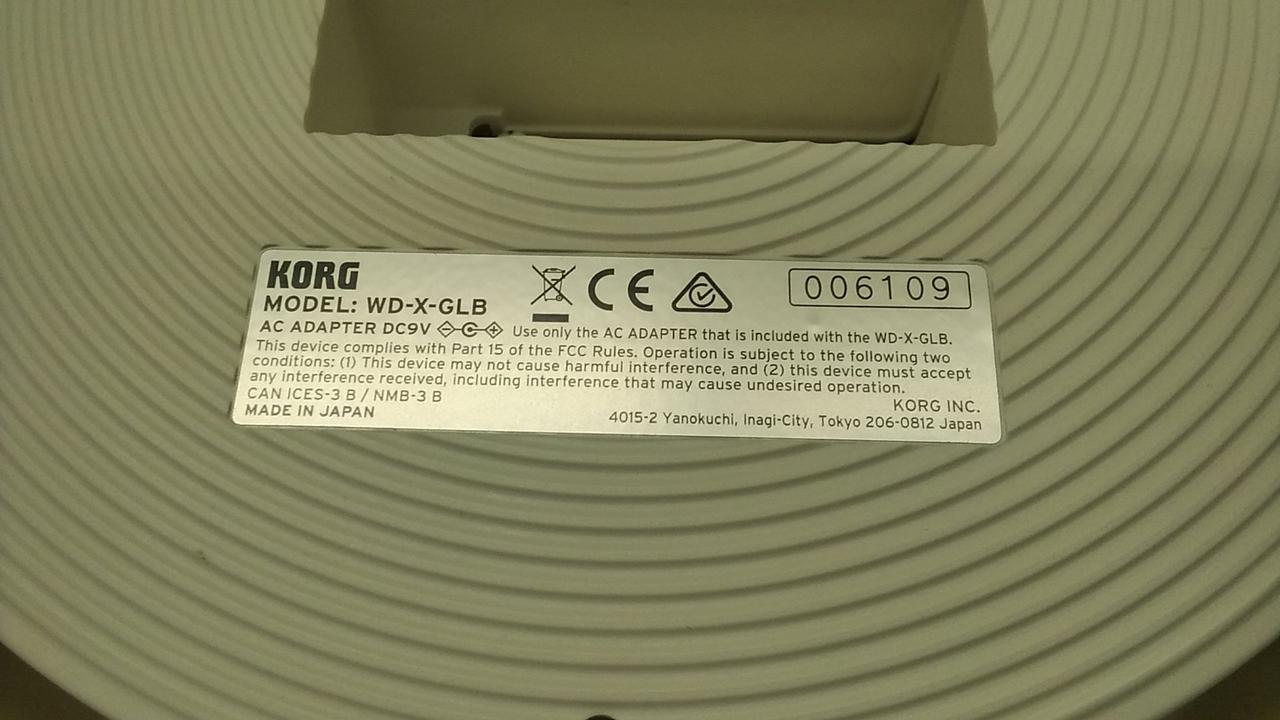 KORG
006109
MODEL: WD-X-GLB
AC ADAPTER DC9V Use only the AC ADAPTER that is included with the WD-X-GLB.
This device complies with Part 15 of the FCC Rules. Operation is subject to the following two
conditions: (1) This device may not cause harmful interference, and (2) this device must accept
any interference received, including interference that may cause undesired operation.
CAN ICES-3 B / NMB-3 B
KORG INC.
MADE IN JAPAN
4015-2 Yanokuchi, Inagi-City, Tokyo 206-0812 Japan